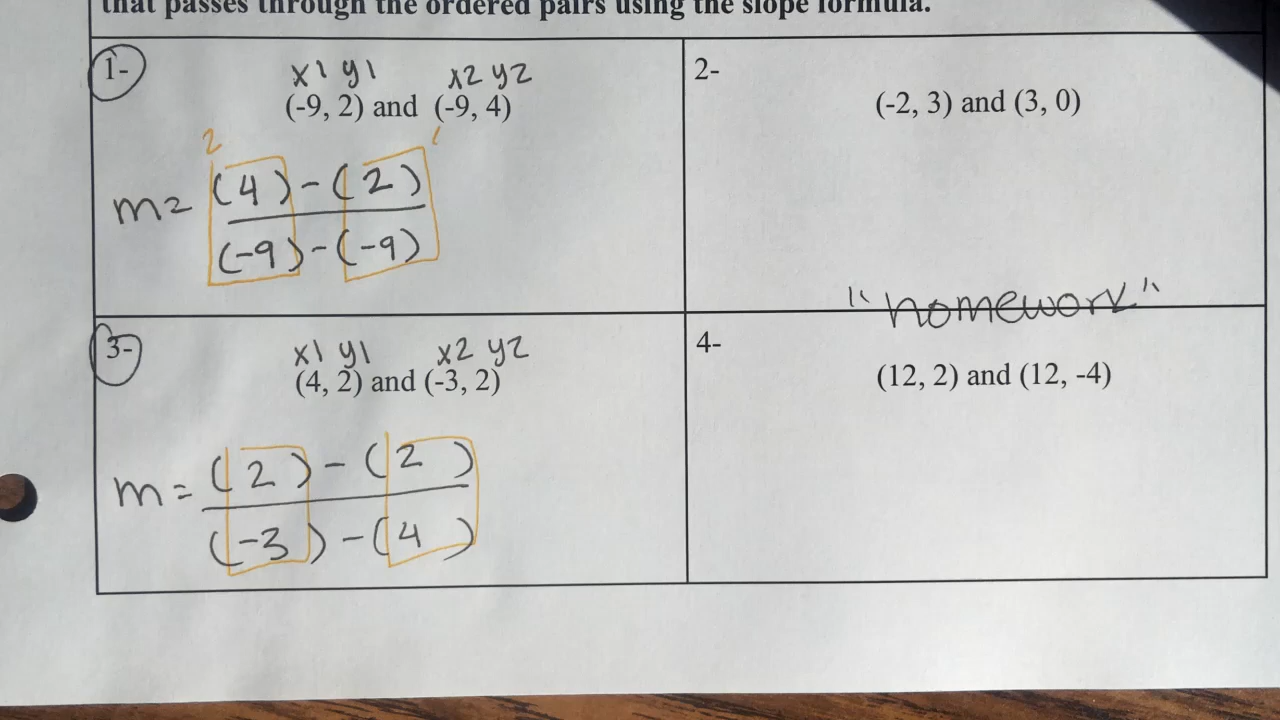 that passes through the ordered pairs using the slope formula.
1-
x1 y1 x2 y2
(-9, 2) and (-9, 4)
2 1
m= (4) - (2)
(-9) - (-9)
2-
(-2, 3) and (3, 0)
"homework"
3-
x1 y1 x2 y2
(4, 2) and (-3, 2)
m = (2) - (2)
(-3) - (4)
4-
(12, 2) and (12, -4)